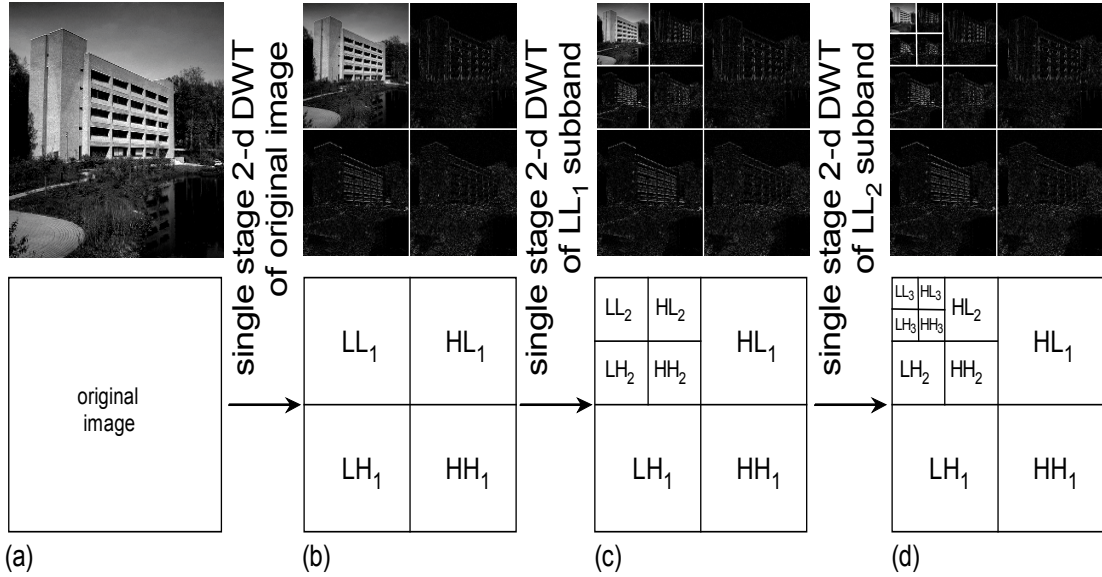 single stage 2-d DWT
of original image
single stage 2-d DWT
of LL₁ subband
single stage 2-d DWT
of LL₂ subband
original
image
LL₁ HL₁
LH₁ HH₁
LL₂ HL₂
LH₂ HH₂
HL₁
LH₁ HH₁
LL₃ HL₃
LH₃ HH₃
HL₂
LH₂ HH₂
HL₁
LH₁ HH₁
(a) (b) (c) (d)